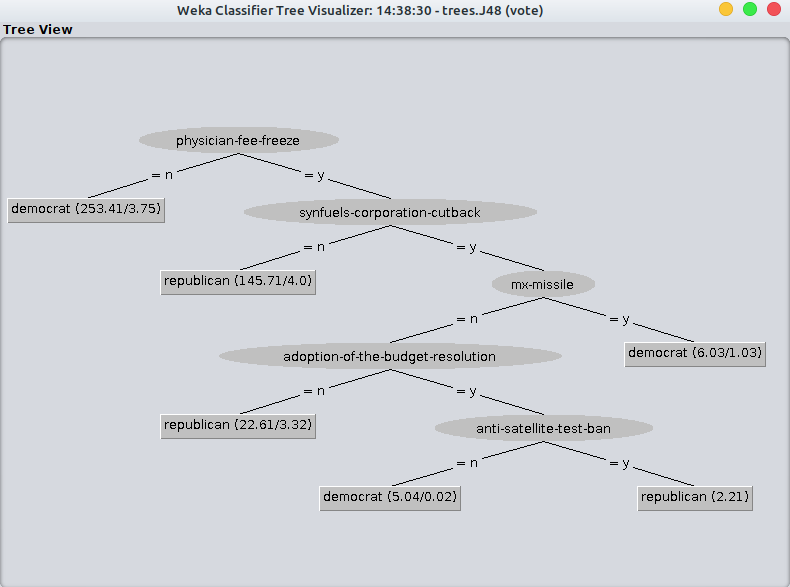 Weka Classifier Tree Visualizer: 14:38:30 - trees.J48 (vote)
Tree View
physician-fee-freeze
= n
= y
democrat (253.41/3.75)
synfuels-corporation-cutback
= n
= y
republican (145.71/4.0)
mx-missile
= n
= y
adoption-of-the-budget-resolution
democrat (6.03/1.03)
= n
= y
republican (22.61/3.32)
anti-satellite-test-ban
= n
= y
democrat (5.04/0.02)
republican (2.21)